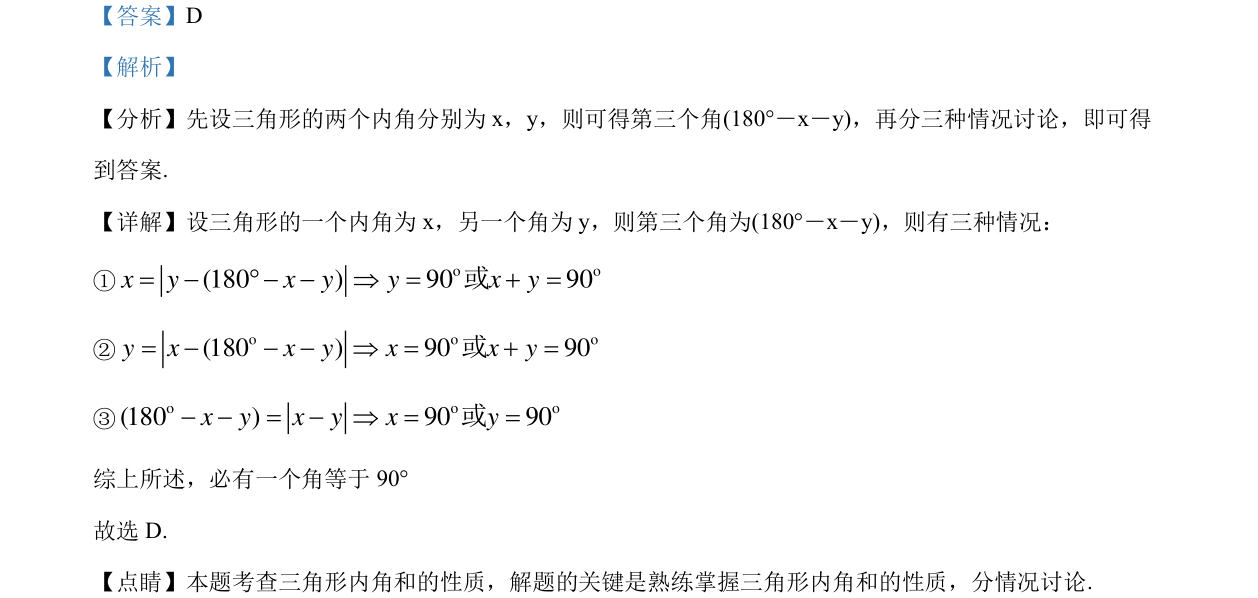 【答案】D
【解析】
【分析】先设三角形的两个内角分别为 x，y，则可得第三个角(180°－x－y)，再分三种情况讨论，即可得
到答案.
【详解】设三角形的一个内角为 x，另一个角为 y，则第三个角为(180°－x－y)，则有三种情况：
①x=|y−(180°−x−y)|⇒y=90°或x+y=90°
②y=|x−(180°−x−y)|⇒x=90°或x+y=90°
③(180°−x−y)=|x−y|⇒x=90°或y=90°
综上所述，必有一个角等于 90°
故选 D.
【点睛】本题考查三角形内角和的性质，解题的关键是熟练掌握三角形内角和的性质，分情况讨论.